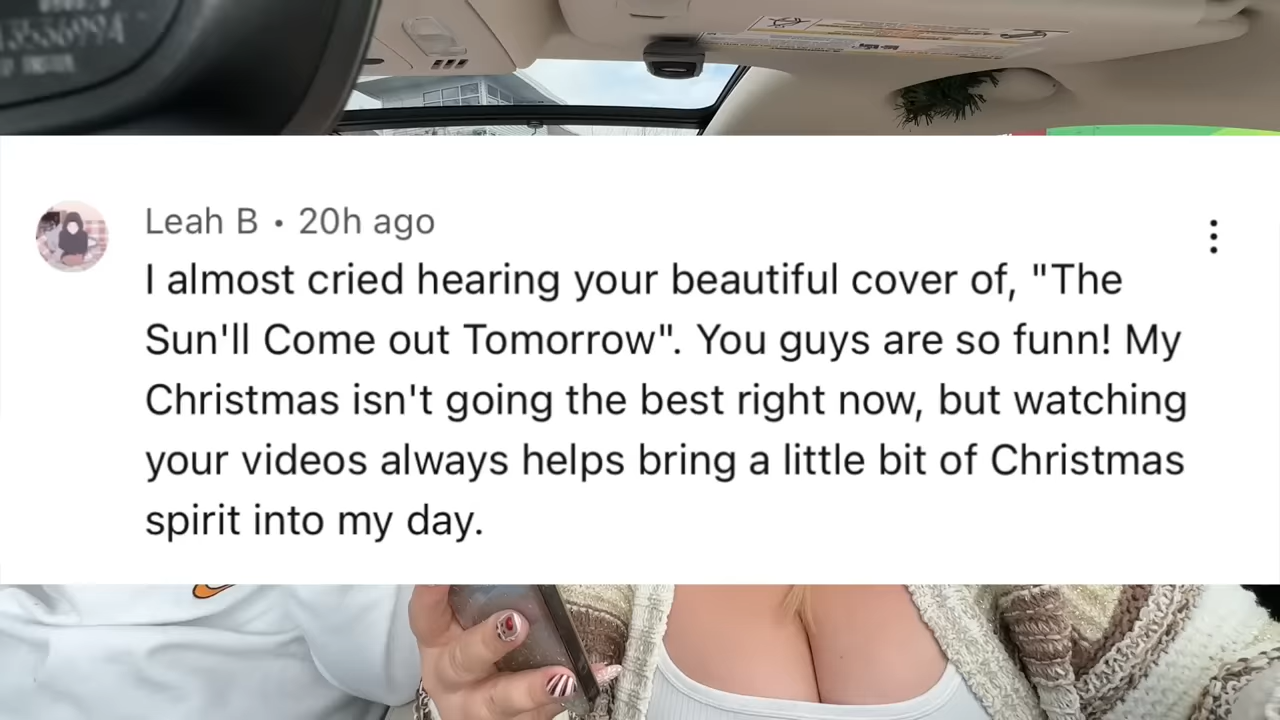 Leah B • 20h ago
I almost cried hearing your beautiful cover of, "The
Sun'll Come out Tomorrow". You guys are so funn! My
Christmas isn't going the best right now, but watching
your videos always helps bring a little bit of Christmas
spirit into my day.